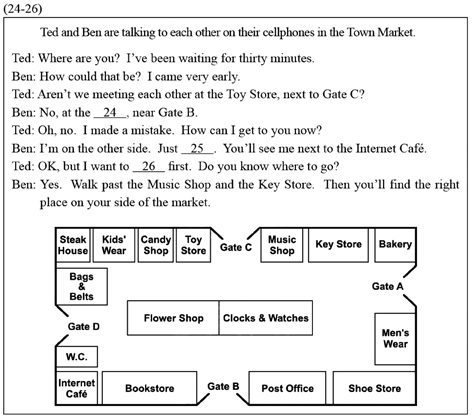 (24-26)
Ted and Ben are talking to each other on their cellphones in the Town Market.
Ted: Where are you? I've been waiting for thirty minutes.
Ben: How could that be? I came very early.
Ted: Aren't we meeting each other at the Toy Store, next to Gate C?
Ben: No, at the 24, near Gate B.
Ted: Oh, no. I made a mistake. How can I get to you now?
Ben: I'm on the other side. Just 25. You'll see me next to the Internet Café.
Ted: OK, but I want to 26 first. Do you know where to go?
Ben: Yes. Walk past the Music Shop and the Key Store. Then you'll find the right
place on your side of the market.
Steak House
Kids' Wear
Candy Shop
Toy Store
Gate C
Music Shop
Key Store
Bakery
Bags & Belts
Gate A
Flower Shop
Clocks & Watches
Gate D
Men's Wear
W.C.
Internet Café
Bookstore
Gate B
Post Office
Shoe Store